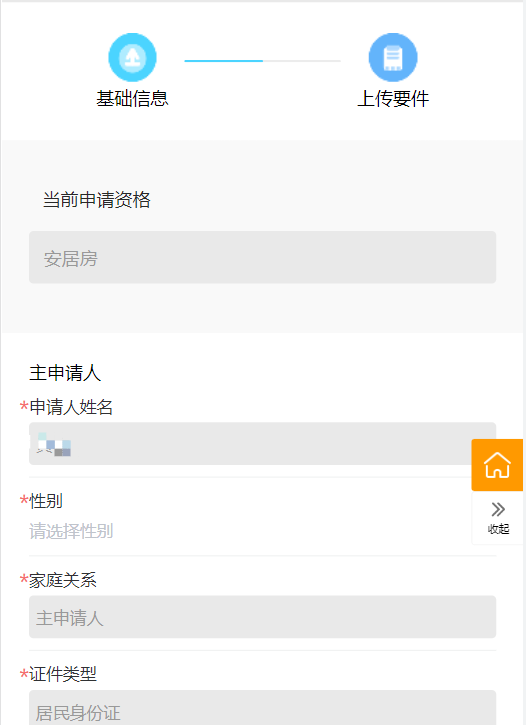 基础信息
上传要件
当前申请资格
安居房
主申请人
*申请人姓名
*性别
请选择性别
收起
*家庭关系
主申请人
*证件类型
居民身份证